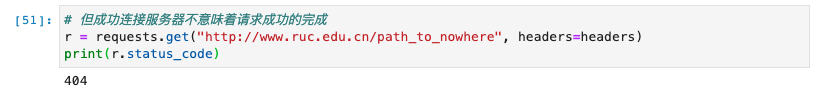 [51]: # 但成功连接服务器不意味着请求成功的完成
r = requests.get("http://www.ruc.edu.cn/path_to_nowhere", headers=headers)
print(r.status_code)
404